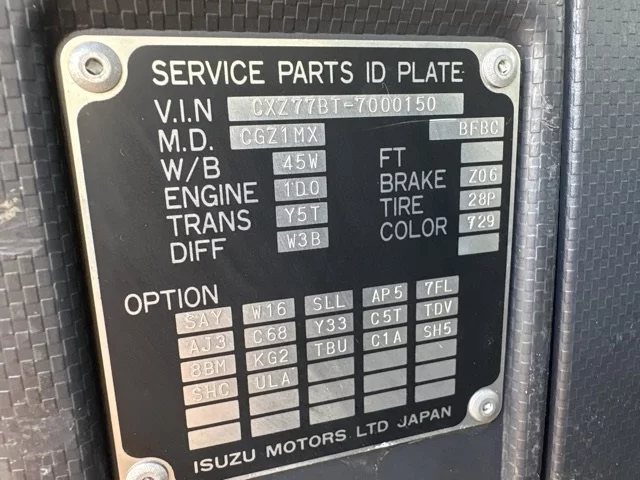 SERVICE PARTS ID PLATE
V.I.N CXZ77BT-7000150
M.D. CGZ1MX BFBC
W/B 45W FT
ENGINE 1D0 BRAKE Z06
TRANS Y5T TIRE 28P
DIFF W3B COLOR 729
OPTION
SAY W16 SLL AP5 7FL
AJ3 C68 Y33 C5T TDV
8BM KG2 TBU C1A SH5
SHC ULA
ISUZU MOTORS LTD JAPAN